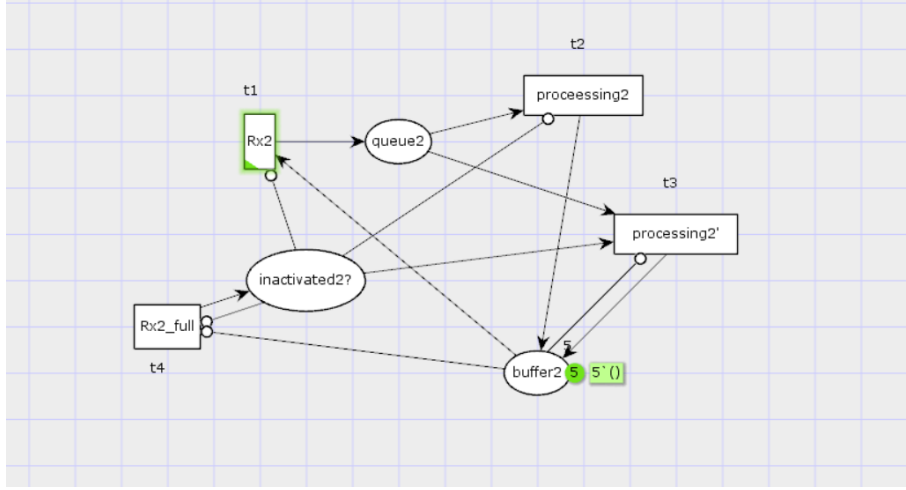 t2
proceessing2
t1
Rx2
queue2
t3
processing2'
inactivated2?
Rx2_full
t4
5
buffer2
5
5`()